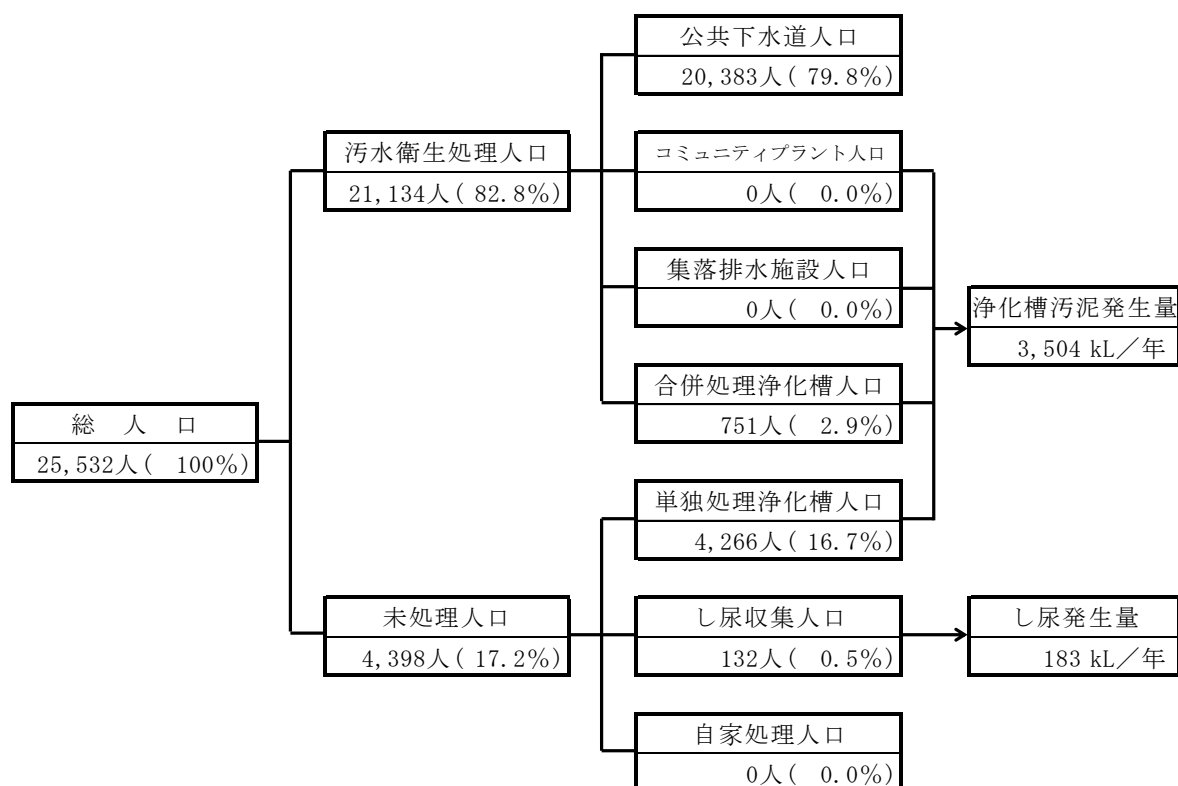 公共下水道人口
20,383人( 79.8%)
汚水衛生処理人口
21,134人( 82.8%)
コミュニティプラント人口
0人( 0.0%)
集落排水施設人口
0人( 0.0%)
浄化槽汚泥発生量
3,504 kL／年
合併処理浄化槽人口
751人( 2.9%)
総人口
25,532人( 100%)
単独処理浄化槽人口
4,266人( 16.7%)
未処理人口
4,398人( 17.2%)
し尿収集人口
132人( 0.5%)
し尿発生量
183 kL／年
自家処理人口
0人( 0.0%)